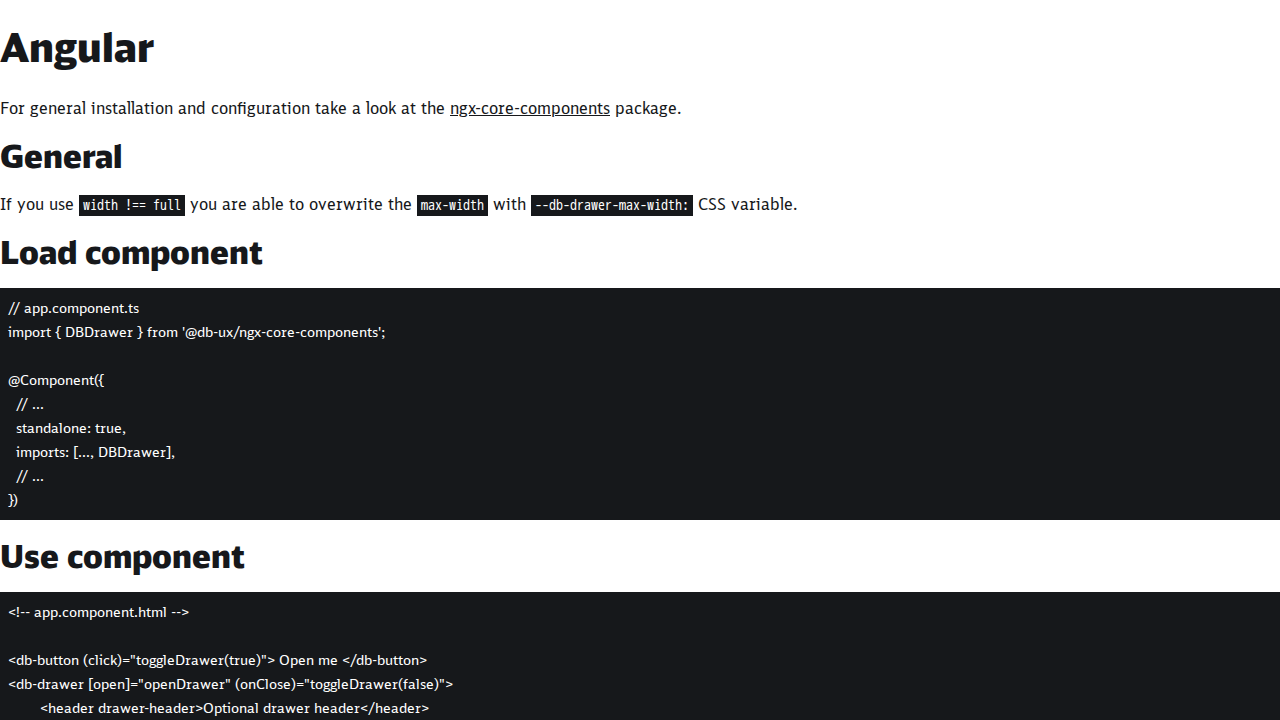 Angular
For general installation and configuration take a look at the ngx-core-components package.
General
If you use width !== full you are able to overwrite the max-width with --db-drawer-max-width: CSS variable.
Load component
// app.component.ts
import { DBDrawer } from '@db-ux/ngx-core-components';
@Component({
// ...
standalone: true,
imports: [..., DBDrawer],
// ...
})
Use component
<!-- app.component.html -->
<db-button (click)="toggleDrawer(true)"> Open me </db-button>
<db-drawer [open]="openDrawer" (onClose)="toggleDrawer(false)">
<header drawer-header>Optional drawer header</header>